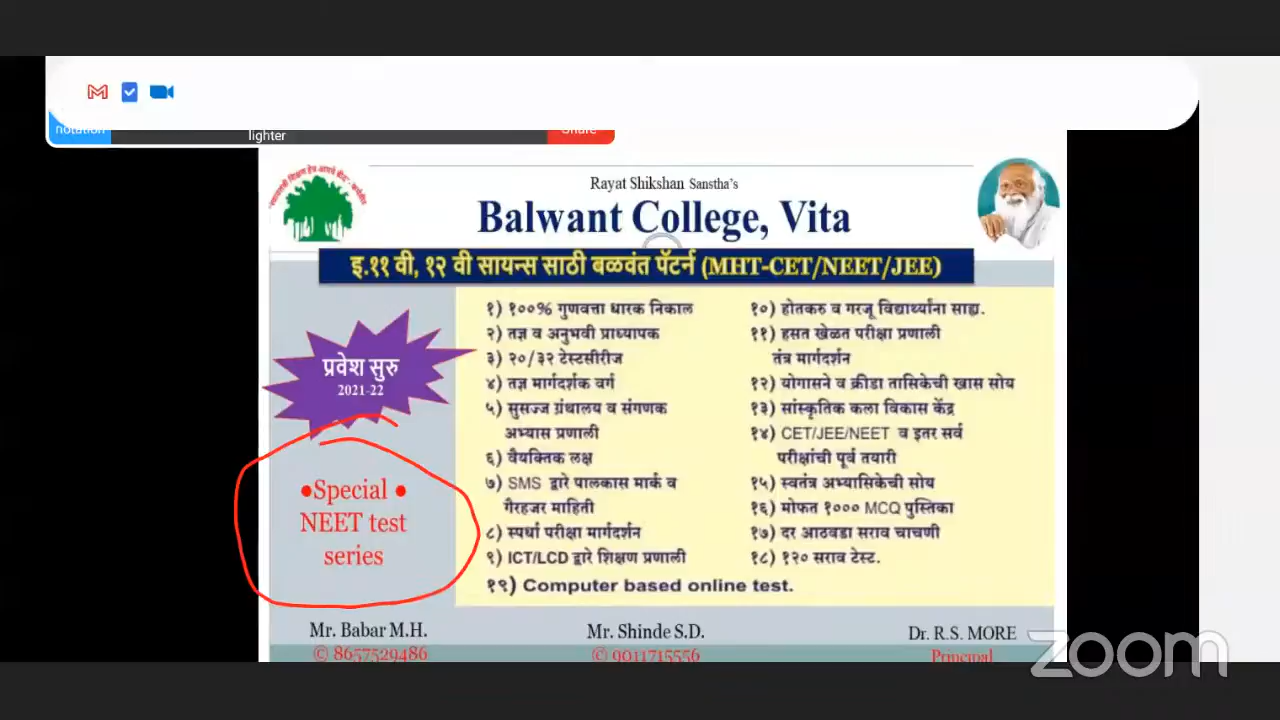 notation
lighter
Share
Rayat Shikshan Sanstha's
Balwant College, Vita
इ.११ वी, १२ वी सायन्स साठी बळवंत पॅटर्न (MHT-CET/NEET/JEE)
प्रवेश सुरु
2021-22
•Special •
NEET test
series
१) १००% गुणवत्ता धारक निकाल
२) तज्ञ व अनुभवी प्राध्यापक
३) २०/३२ टेस्टसीरीज
४) तज्ञ मार्गदर्शक वर्ग
५) सुसज्ज ग्रंथालय व संगणक
अभ्यास प्रणाली
६) वैयक्तिक लक्ष
७) SMS द्वारे पालकास मार्क व
गैरहजर माहिती
८) स्पर्धा परीक्षा मार्गदर्शन
९) ICT/LCD द्वारे शिक्षण प्रणाली
१०) होतकरु व गरजू विद्यार्थ्यांना साह्य.
११) हसत खेळत परीक्षा प्रणाली
तंत्र मार्गदर्शन
१२) योगासने व क्रीडा तासिकेची खास सोय
१३) सांस्कृतिक कला विकास केंद्र
१४) CET/JEE/NEET व इतर सर्व
परीक्षांची पूर्व तयारी
१५) स्वतंत्र अभ्यासिकेची सोय
१६) मोफत १००० MCQ पुस्तिका
१७) दर आठवडा सराव चाचणी
१८) १२० सराव टेस्ट.
१९) Computer based online test.
Mr. Babar M.H.
© 8657529486
Mr. Shinde S.D.
© 9011715556
Dr. R.S. MORE
Principal
zoom